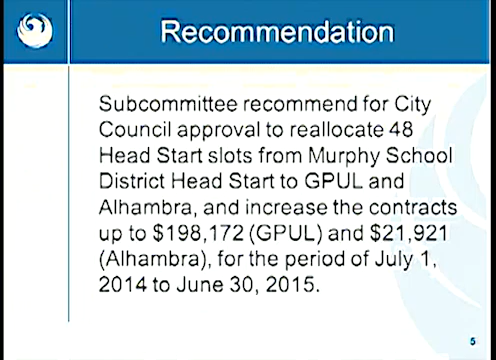 Recommendation
Subcommittee recommend for City
Council approval to reallocate 48
Head Start slots from Murphy School
District Head Start to GPUL and
Alhambra, and increase the contracts
up to $198,172 (GPUL) and $21,921
(Alhambra), for the period of July 1,
2014 to June 30, 2015.
5